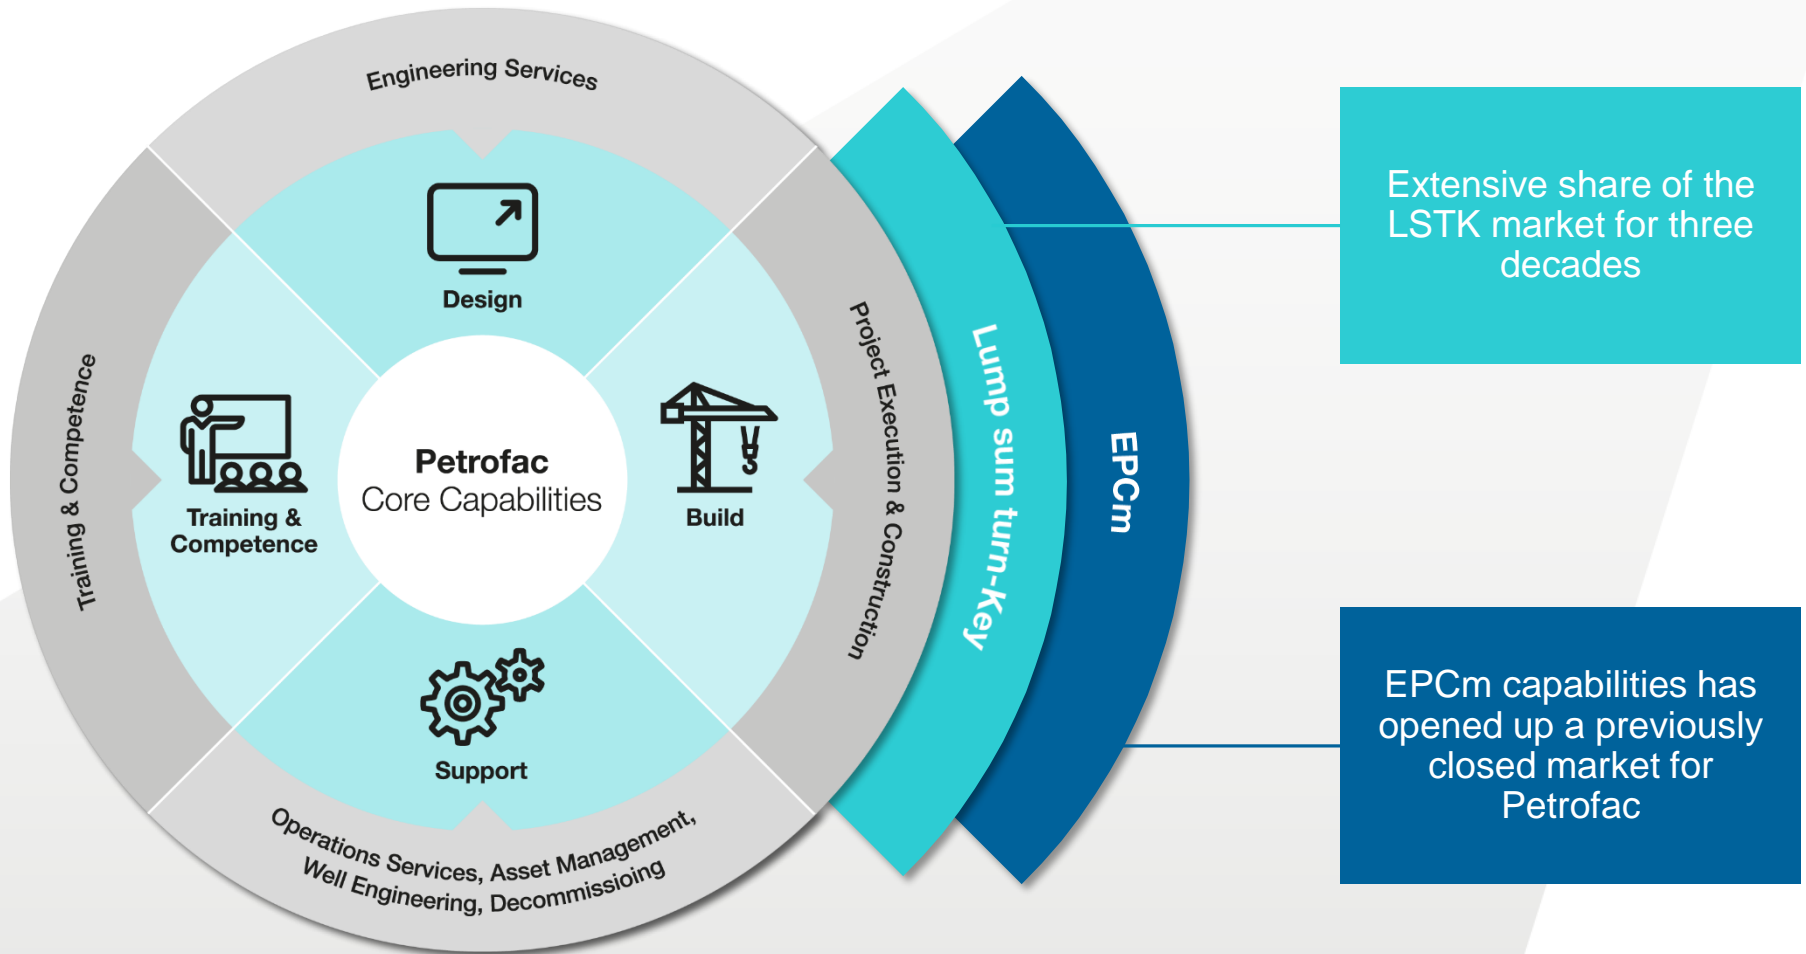 Engineering Services
Design
Training & Competence
Training &
Competence
Petrofac
Core Capabilities
Build
Project Execution & Construction
Support
Operations Services, Asset Management,
Well Engineering, Decommissioing
Lump sum turn-Key
EPCm
Extensive share of the
LSTK market for three
decades
EPCm capabilities has
opened up a previously
closed market for
Petrofac